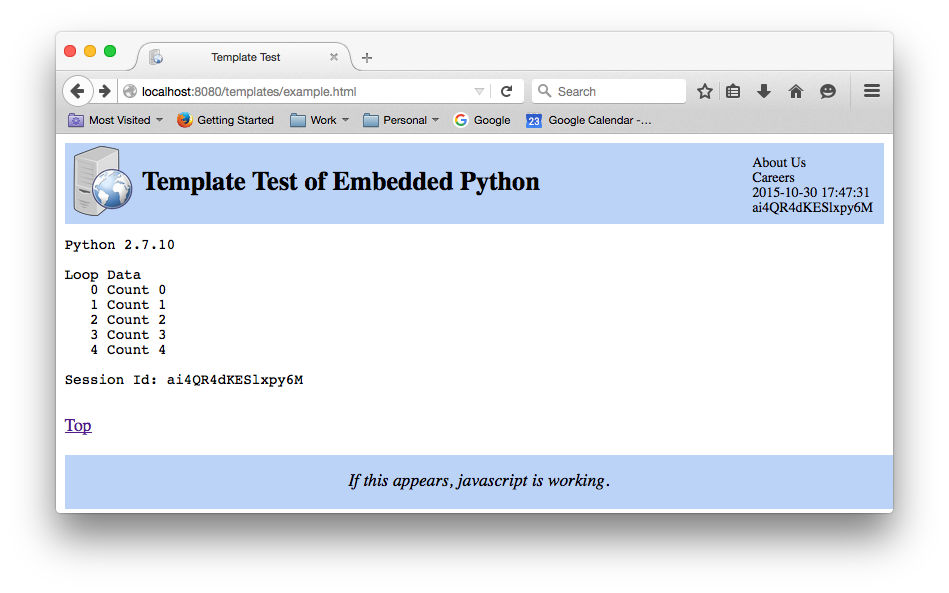 Template Test
localhost:8080/templates/example.html
Search
Most Visited
Getting Started
Work
Personal
Google
23
Google Calendar -...
Template Test of Embedded Python
About Us
Careers
2015-10-30 17:47:31
ai4QR4dKESlxpy6M
Python 2.7.10
Loop Data
0 Count 0
1 Count 1
2 Count 2
3 Count 3
4 Count 4
Session Id: ai4QR4dKESlxpy6M
Top
If this appears, javascript is working.